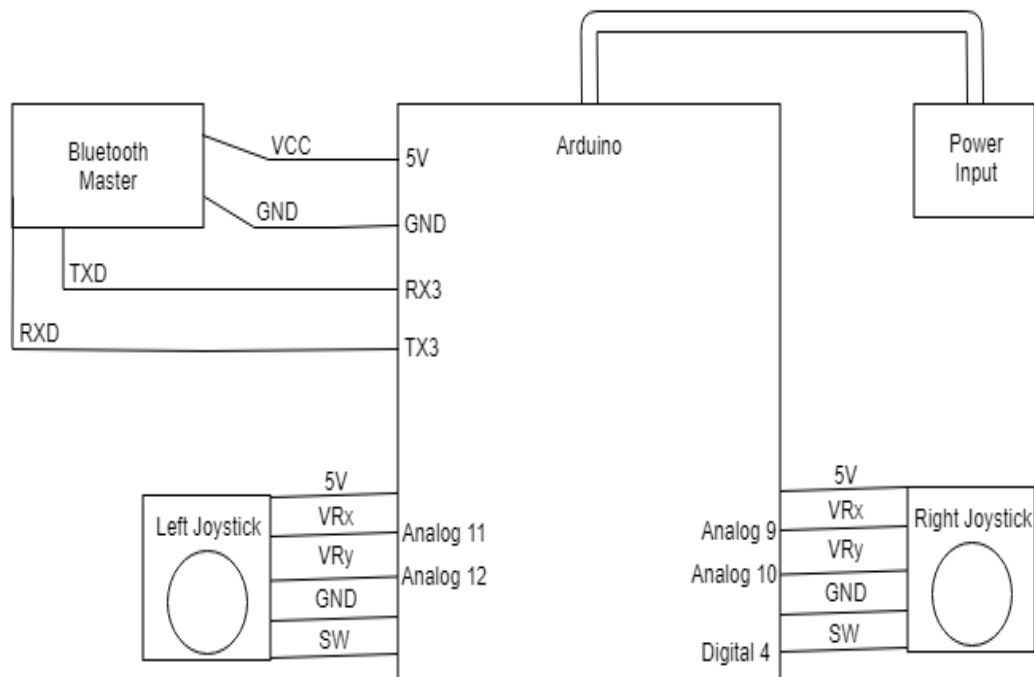 Bluetooth
Master
VCC
GND
TXD
RXD
5V
GND
RX3
TX3
Arduino
Power
Input
Left Joystick
5V
VRx
VRy
GND
SW
Analog 11
Analog 12
Analog 9
Analog 10
Digital 4
5V
VRx
VRy
GND
SW
Right Joystick